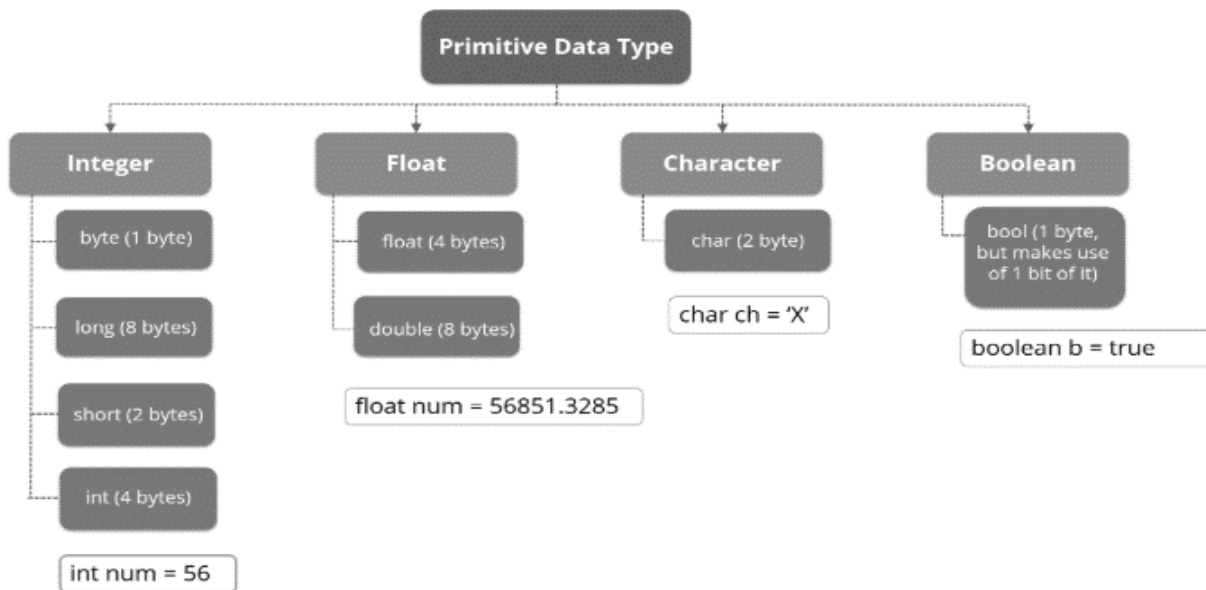 Primitive Data Type
Integer
byte (1 byte)
long (8 bytes)
short (2 bytes)
int (4 bytes)
int num = 56
Float
float (4 bytes)
double (8 bytes)
float num = 56851.3285
Character
char (2 byte)
char ch = ‘X’
Boolean
bool (1 byte,
but makes use
of 1 bit of it)
boolean b = true